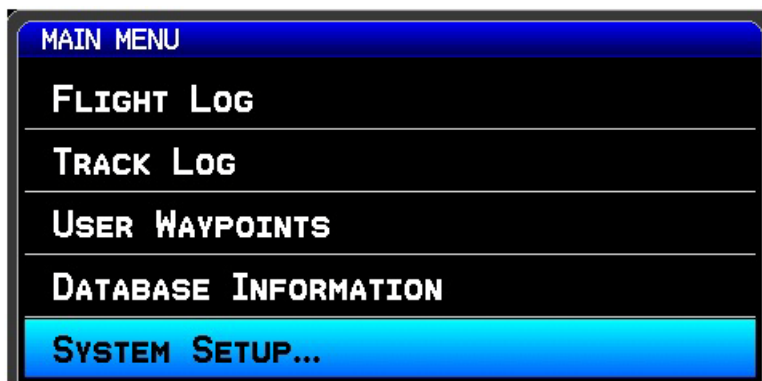 MAIN MENU
FLIGHT LOG
TRACK LOG
USER WAYPOINTS
DATABASE INFORMATION
SYSTEM SETUP...